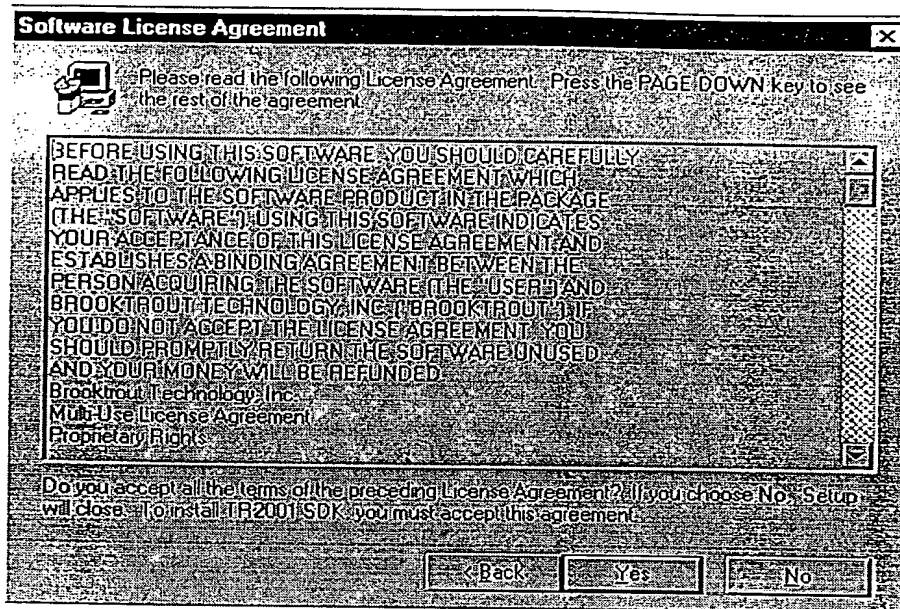 Software License Agreement
Please read the following License Agreement. Press the PAGE DOWN key to see
the rest of the agreement.
BEFORE USING THIS SOFTWARE, YOU SHOULD CAREFULLY
READ THE FOLLOWING LICENSE AGREEMENT WHICH
APPLIES TO THE SOFTWARE PRODUCT IN THE PACKAGE
(THE "SOFTWARE"). USING THIS SOFTWARE INDICATES
YOUR ACCEPTANCE OF THIS LICENSE AGREEMENT AND
ESTABLISHES A BINDING AGREEMENT BETWEEN THE
PERSON ACQUIRING THE SOFTWARE (THE "USER") AND
BROOKTROUT TECHNOLOGY, INC. ("BROOKTROUT"). IF
YOU DO NOT ACCEPT THE LICENSE AGREEMENT, YOU
SHOULD PROMPTLY RETURN THE SOFTWARE UNUSED
AND YOUR MONEY WILL BE REFUNDED.
Brooktrout Technology, Inc.
Multi-Use License Agreement
Proprietary Rights
Do you accept all the terms of the preceding License Agreement? If you choose No, Setup
will close. To install TR2001 SDK, you must accept this agreement.
< Back
Yes
No